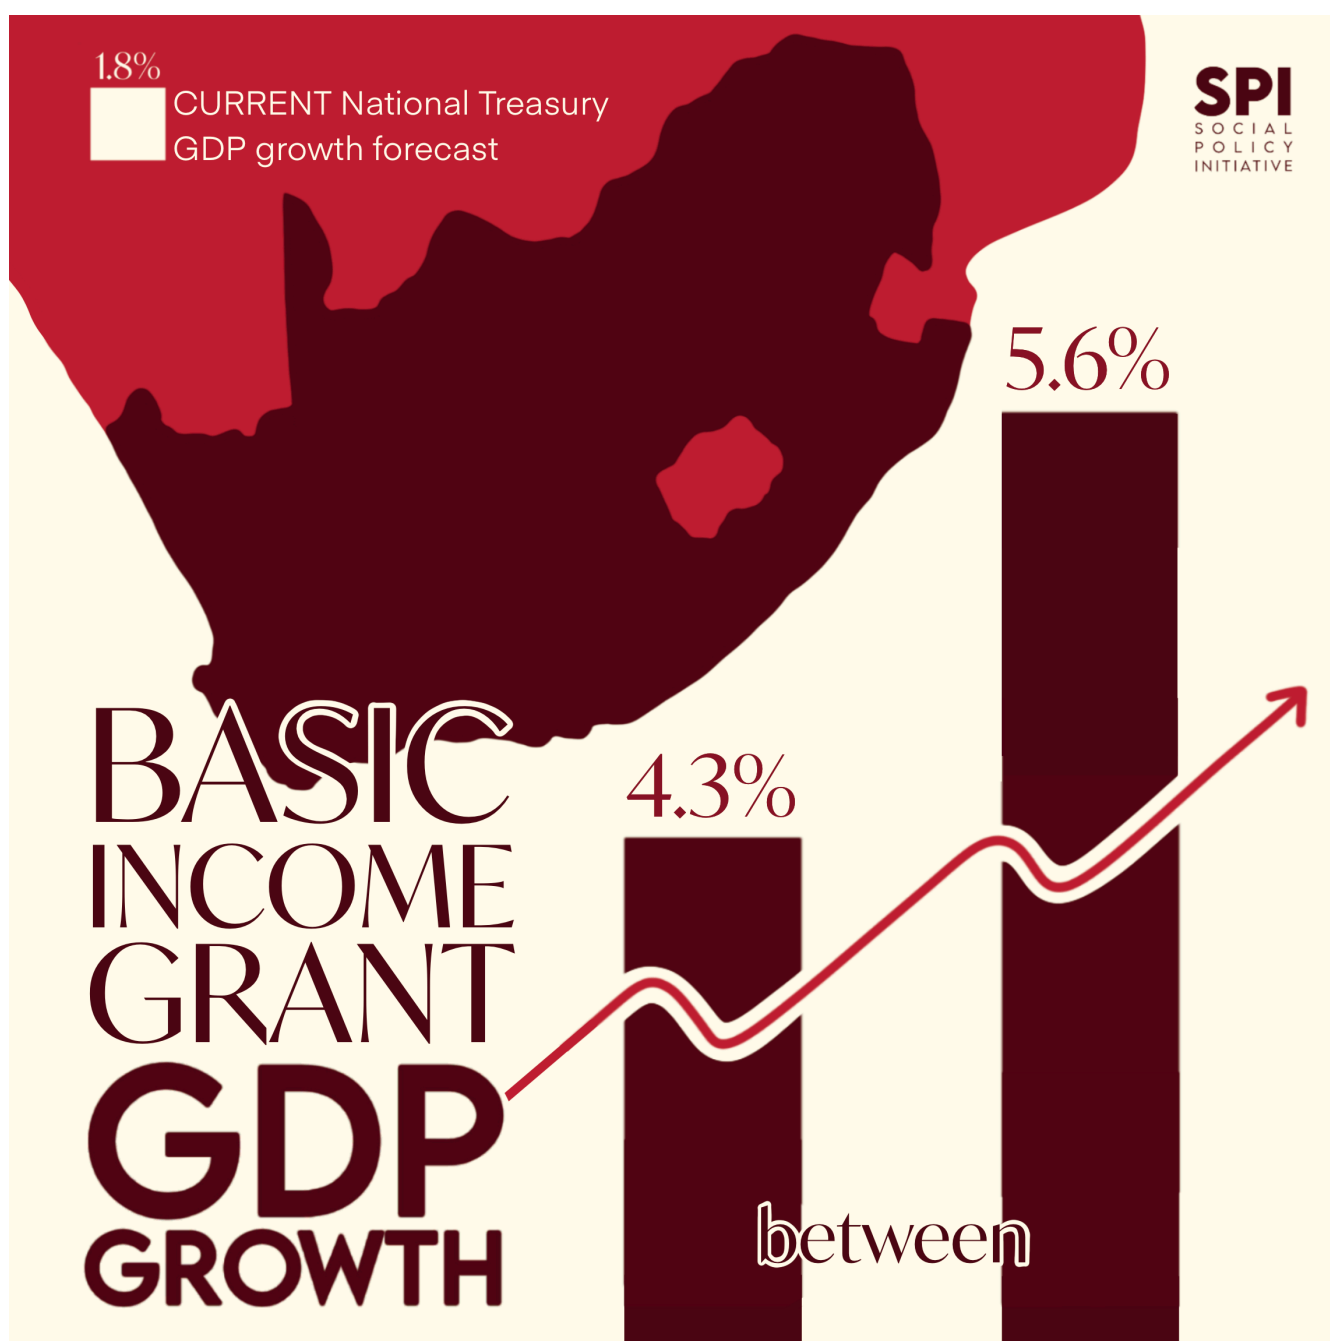 1.8%
CURRENT National Treasury
GDP growth forecast
SPI
SOCIAL
POLICY
INITIATIVE
5.6%
4.3%
BASIC
INCOME
GRANT
GDP
GROWTH
between